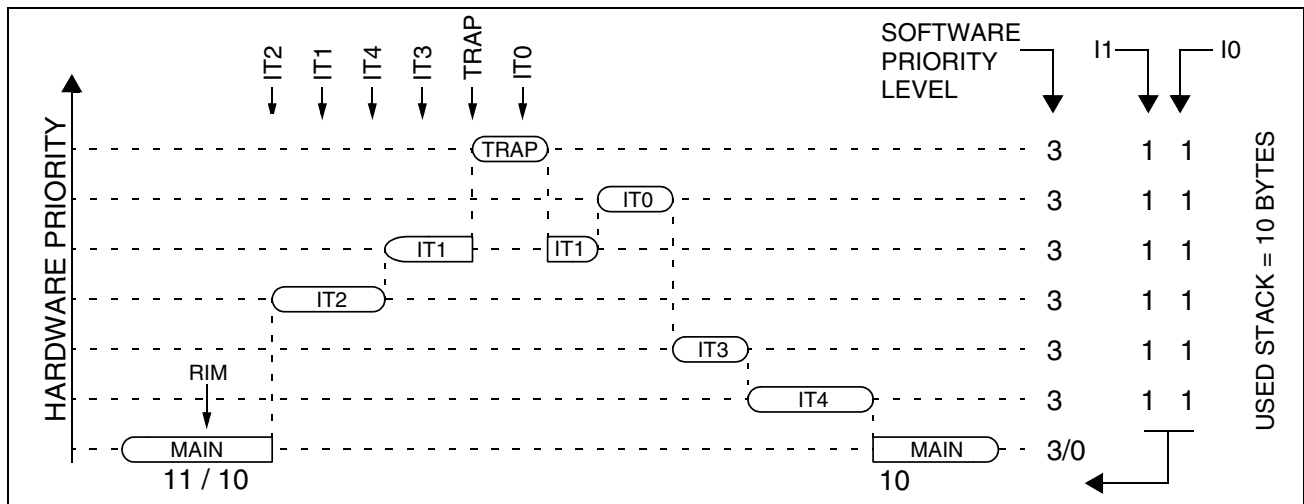 IT2
IT1
IT4
IT3
TRAP
IT0
SOFTWARE
PRIORITY
LEVEL
I1
I0
HARDWARE PRIORITY
TRAP
3
1 1
IT0
3
1 1
IT1
IT1
3
1 1
IT2
3
1 1
IT3
3
1 1
RIM
IT4
3
1 1
MAIN
MAIN
3/0
11 / 10
10
USED STACK = 10 BYTES